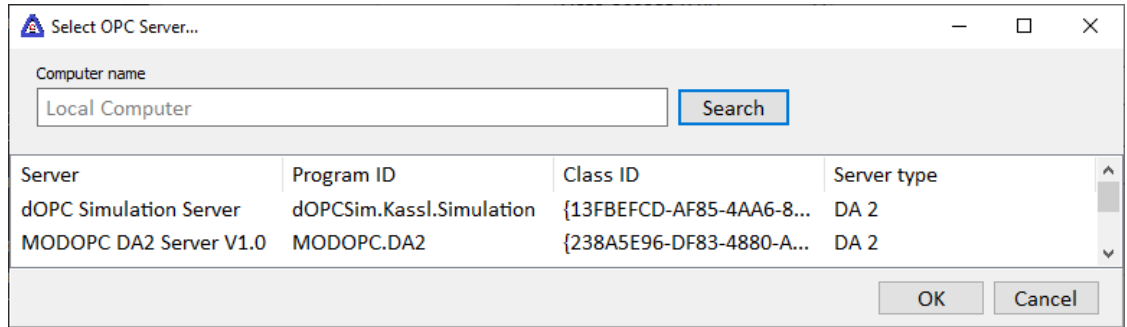 Select OPC Server...
Computer name
Local Computer Search
Server Program ID Class ID Server type
dOPC Simulation Server dOPCSim.Kassl.Simulation {13FBEFCD-AF85-4AA6-8... DA 2
MODOPC DA2 Server V1.0 MODOPC.DA2 {238A5E96-DF83-4880-A... DA 2
OK Cancel